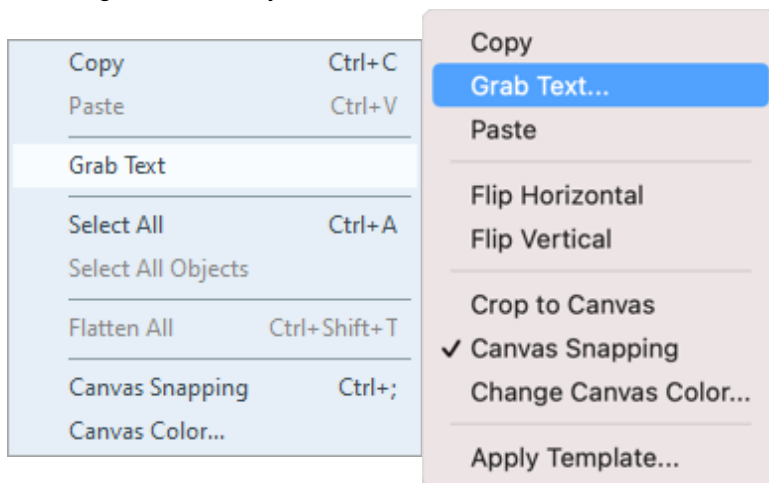 Copy Ctrl+C
Paste Ctrl+V
Grab Text
Select All Ctrl+A
Select All Objects
Flatten All Ctrl+Shift+T
Canvas Snapping Ctrl+;
Canvas Color...
Copy
Grab Text...
Paste
Flip Horizontal
Flip Vertical
Crop to Canvas
✓ Canvas Snapping
Change Canvas Color...
Apply Template...